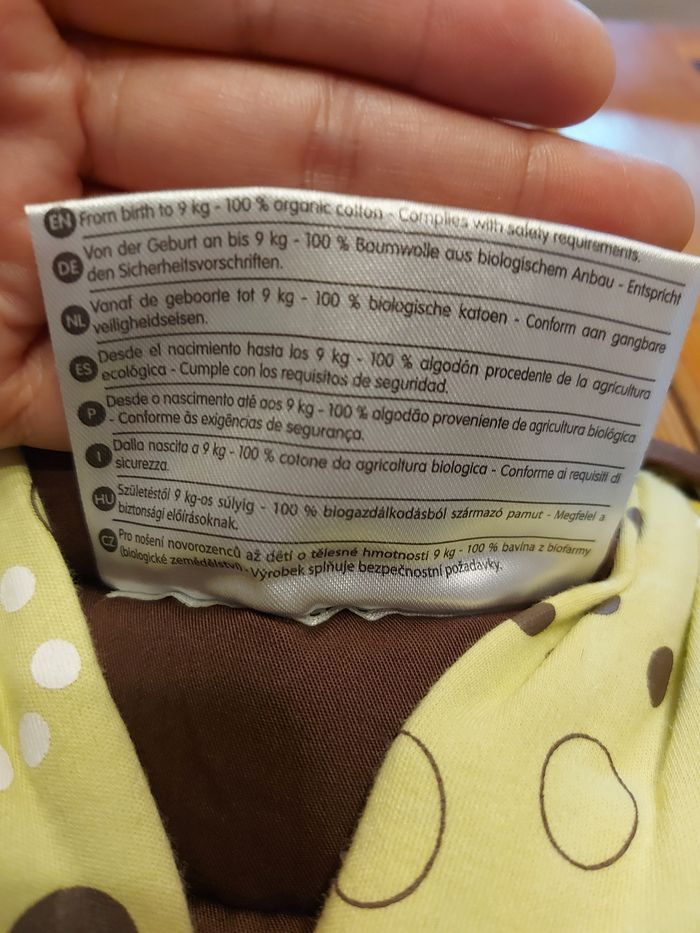 EN From birth to 9 kg - 100 % organic cotton - Complies with safety requirements.
DE Von der Geburt an bis 9 kg - 100 % Baumwolle aus biologischem Anbau - Entspricht
den Sicherheitsvorschriften.
NL Vanaf de geboorte tot 9 kg - 100 % biologische katoen - Conform aan gangbare
veiligheidseisen.
ES Desde el nacimiento hasta los 9 kg - 100 % algodón procedente de la agricultura
ecológica - Cumple con los requisitos de seguridad.
P Desde o nascimento até aos 9 kg - 100 % algodão proveniente de agricultura biológica
- Conforme às exigências de segurança.
I Dalla nascita a 9 kg - 100 % cotone da agricoltura biologica - Conforme ai requisiti di
sicurezza.
HU Születéstől 9 kg-os súlyig - 100 % biogazdálkodásból származó pamut - Megfelel a
biztonsági előírásoknak.
CZ Pro nošení novorozenců až dětí o tělesné hmotnosti 9 kg - 100 % bavlna z biofarmy
(biologické zemědělství) - Výrobek splňuje bezpečnostní požadavky.